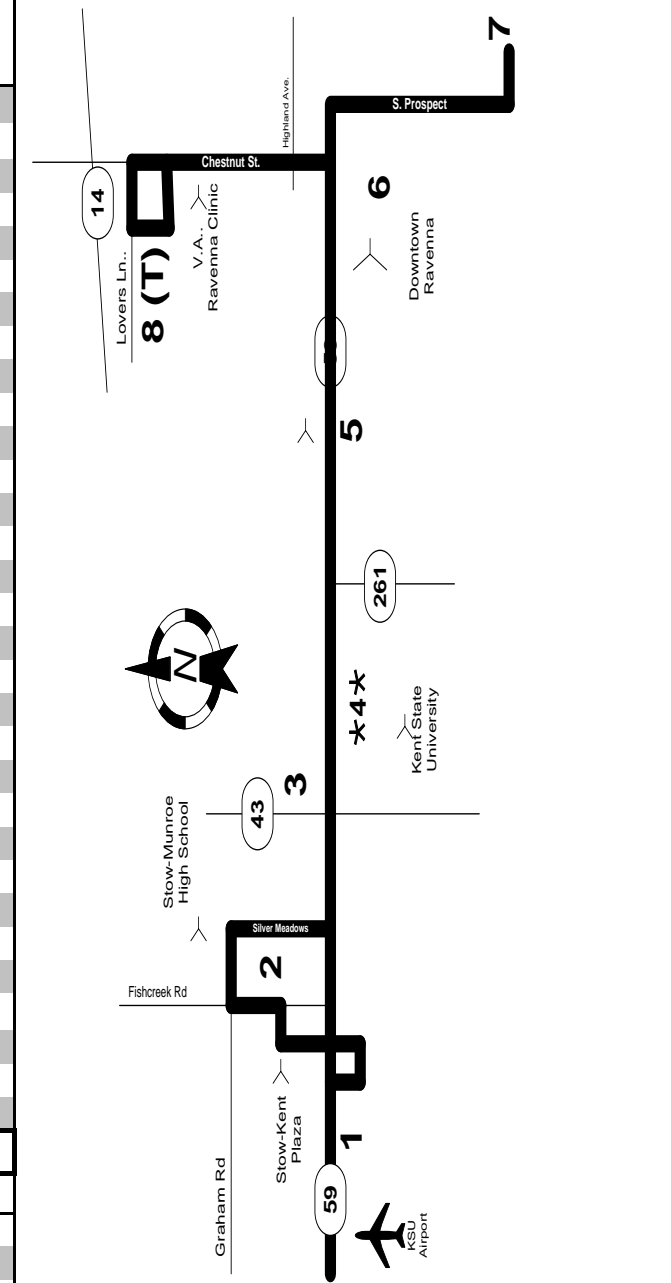 14
Lovers Ln..
8 (T)
Fishcreek Rd
Stow-Munroe
High School
N
V.A..
Ravenna Clinic
Chestnut St.
Highland Ave.
Graham Rd
Silver Meadows
2
43
3
Stow-Kent
Plaza
59
1
*4*
5
261
6
S. Prospect
7
KSU
Airport
Kent State
University
Downtown
Ravenna